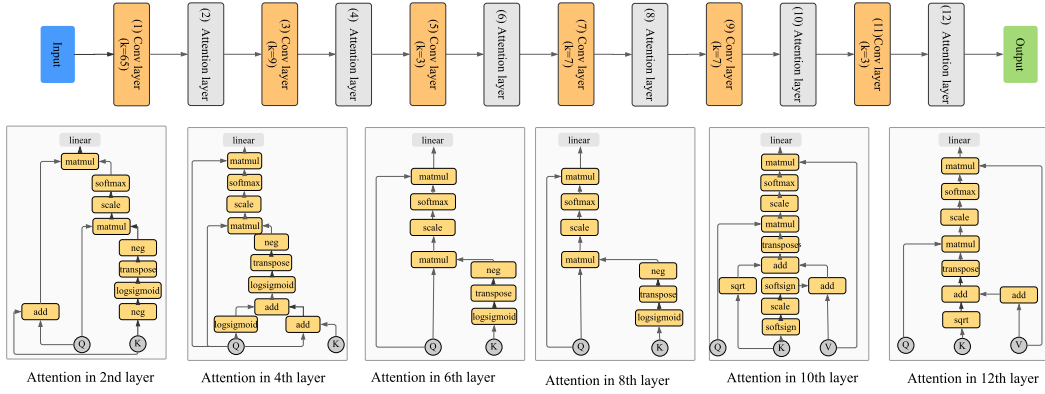 Input
(1) Conv layer
(k=65)
(2) Attention layer
(3) Conv layer
(k=9)
(4) Attention layer
(5) Conv layer
(k=3)
(6) Attention layer
(7) Conv layer
(k=7)
(8) Attention layer
(9) Conv layer
(k=7)
(10) Attention layer
(11)Conv layer
(k=3)
(12) Attention layer
Output
linear
matmul
softmax
scale
matmul
neg
transpose
logsigmoid
add
neg
Q
K
Attention in 2nd layer
linear
matmul
softmax
scale
matmul
neg
transpose
logsigmoid
add
logsigmoid
add
Q
K
Attention in 4th layer
linear
matmul
softmax
scale
matmul
neg
transpose
logsigmoid
Q
K
Attention in 6th layer
linear
matmul
softmax
scale
matmul
neg
transpose
logsigmoid
Q
K
Attention in 8th layer
linear
matmul
softmax
scale
matmul
transposes
add
sqrt
softsign
add
scale
softsign
Q
K
V
Attention in 10th layer
linear
matmul
softmax
scale
matmul
transpose
add
add
sqrt
Q
K
V
Attention in 12th layer